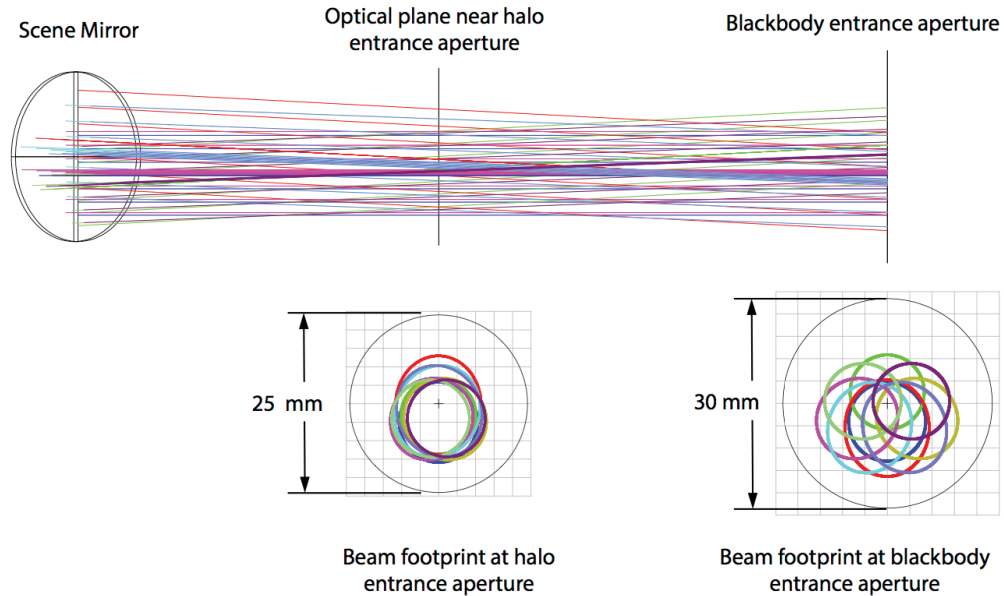 Scene Mirror
Optical plane near halo
entrance aperture
Blackbody entrance aperture
25 mm
30 mm
Beam footprint at halo
entrance aperture
Beam footprint at blackbody
entrance aperture